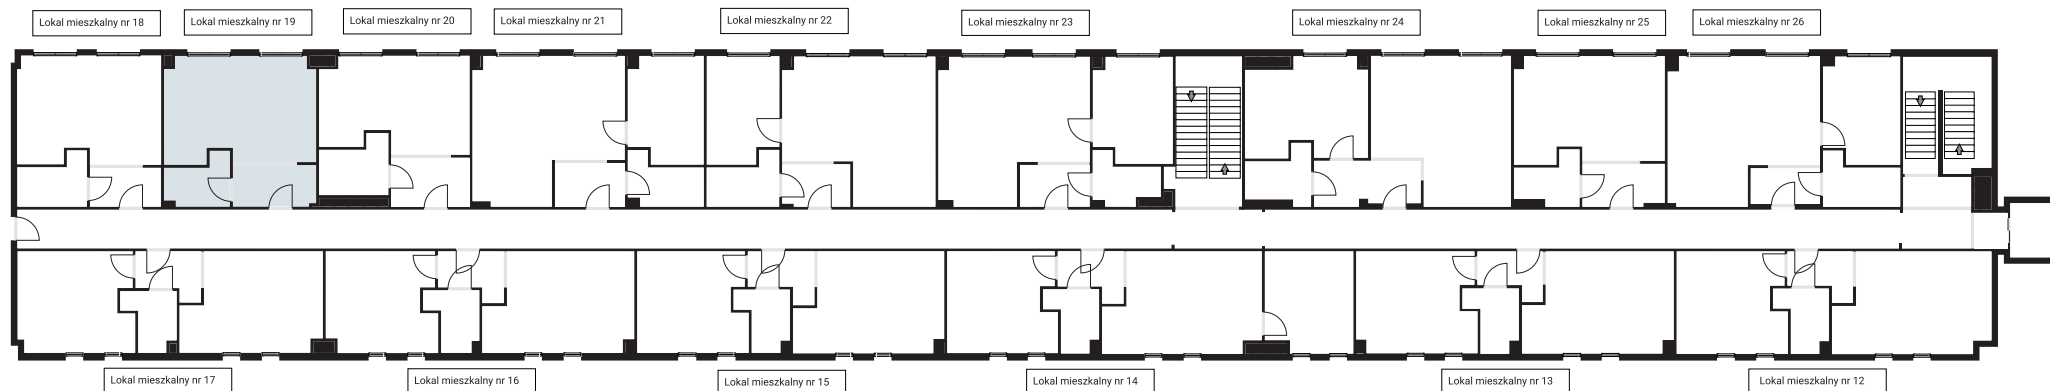 Lokal mieszkalny nr 18
Lokal mieszkalny nr 19
Lokal mieszkalny nr 20
Lokal mieszkalny nr 21
Lokal mieszkalny nr 22
Lokal mieszkalny nr 23
Lokal mieszkalny nr 24
Lokal mieszkalny nr 25
Lokal mieszkalny nr 26
Lokal mieszkalny nr 17
Lokal mieszkalny nr 16
Lokal mieszkalny nr 15
Lokal mieszkalny nr 14
Lokal mieszkalny nr 13
Lokal mieszkalny nr 12